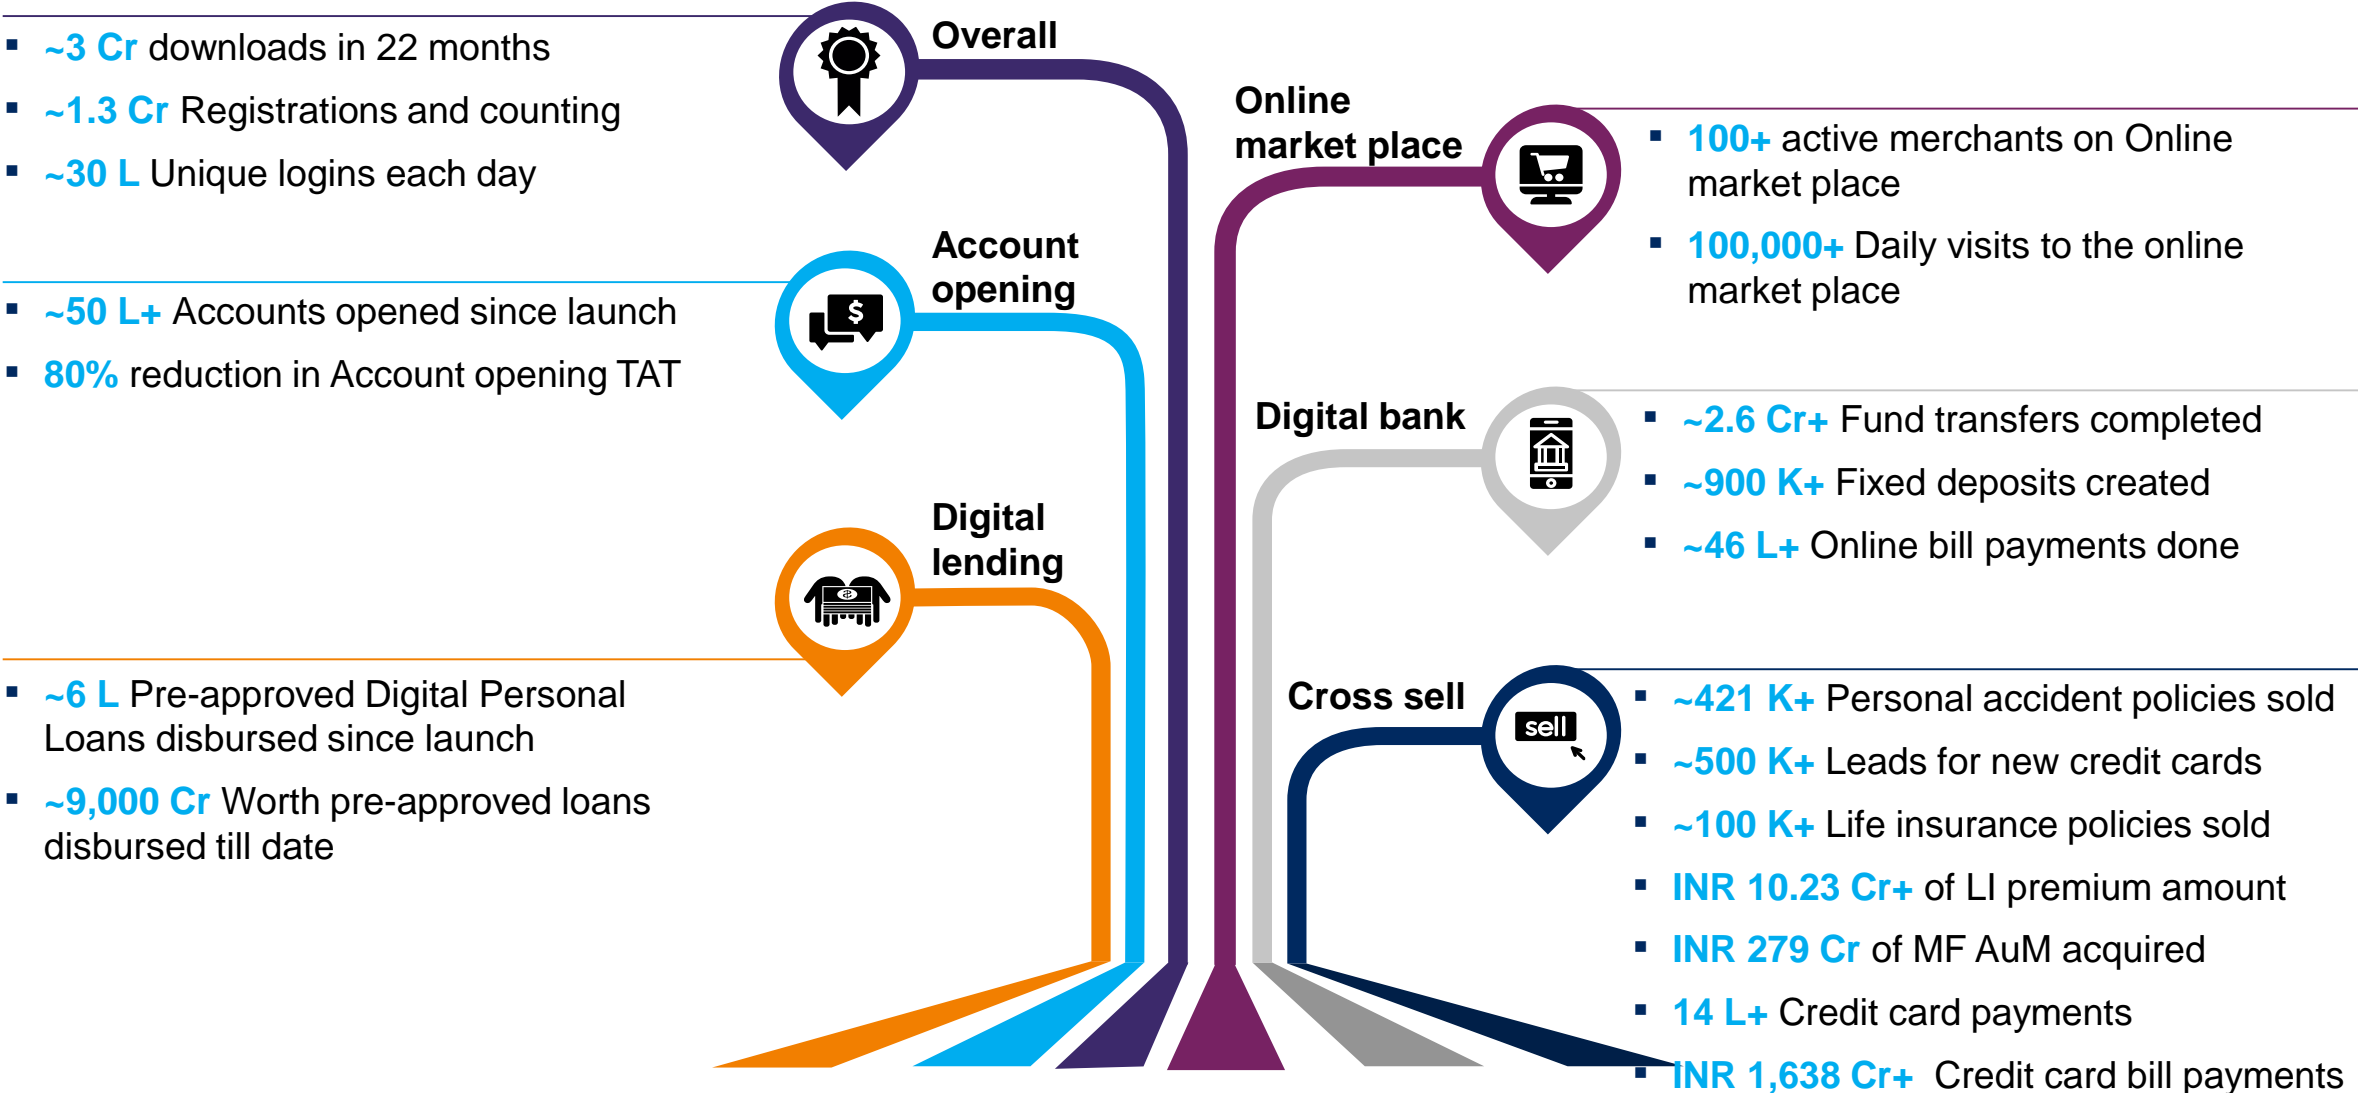 Overall
~3 Cr downloads in 22 months
~1.3 Cr Registrations and counting
~30 L Unique logins each day
Account
opening
$
~50 L+ Accounts opened since launch
80% reduction in Account opening TAT
Digital
lending
$
~6 L Pre-approved Digital Personal
Loans disbursed since launch
~9,000 Cr Worth pre-approved loans
disbursed till date
Online
market place
100+ active merchants on Online
market place
100,000+ Daily visits to the online
market place
Digital bank
~2.6 Cr+ Fund transfers completed
~900 K+ Fixed deposits created
~46 L+ Online bill payments done
Cross sell
sell
~421 K+ Personal accident policies sold
~500 K+ Leads for new credit cards
~100 K+ Life insurance policies sold
INR 10.23 Cr+ of LI premium amount
INR 279 Cr of MF AuM acquired
14 L+ Credit card payments
INR 1,638 Cr+ Credit card bill payments